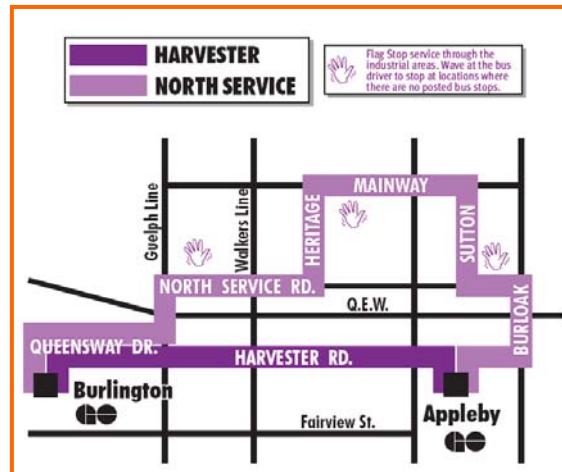 HARVESTER
NORTH SERVICE
Flag Stop service through the
industrial areas. Wave at the bus
driver to stop at locations where
there are no posted bus stops.
Guelph Line
Walkers Line
HERITAGE
MAINWAY
SUTTON
NORTH SERVICE RD.
Q.E.W.
BURLOAK
QUEENSWAY DR.
HARVESTER RD.
Burlington
GO
Fairview St.
Appleby
GO